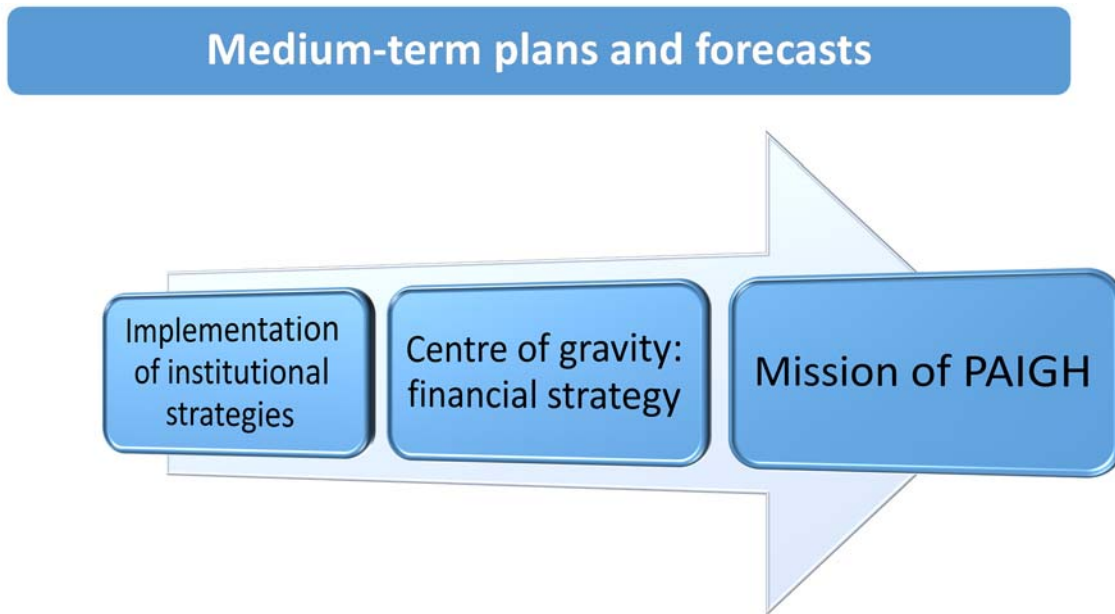 Medium-term plans and forecasts
Implementation
of institutional
strategies
Centre of gravity:
financial strategy
Mission of PAIGH